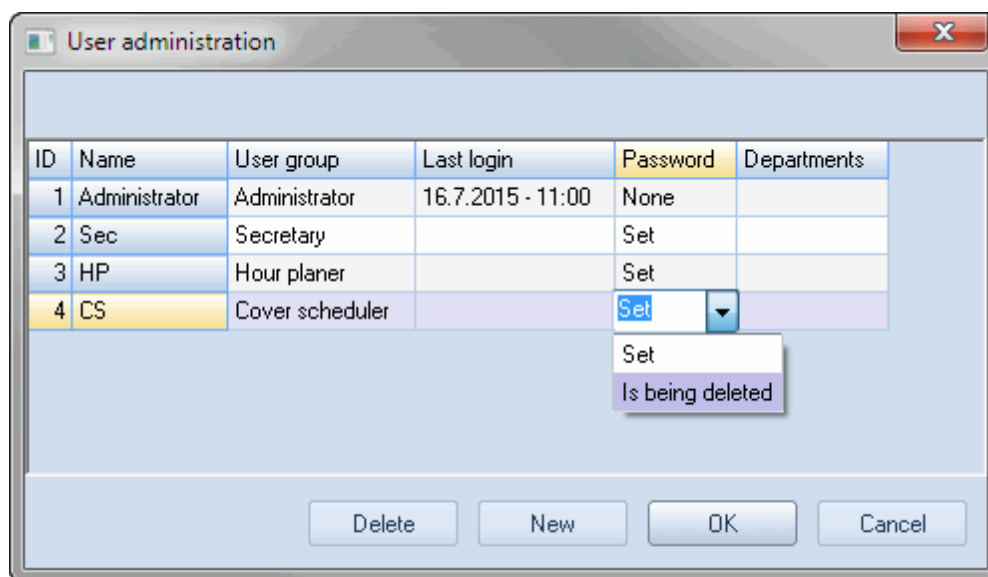 User administration
ID Name User group Last login Password Departments
1 Administrator Administrator 16.7.2015 - 11:00 None
2 Sec Secretary Set
3 HP Hour planer Set
4 CS Cover scheduler Set
Set
Is being deleted
Delete New OK Cancel